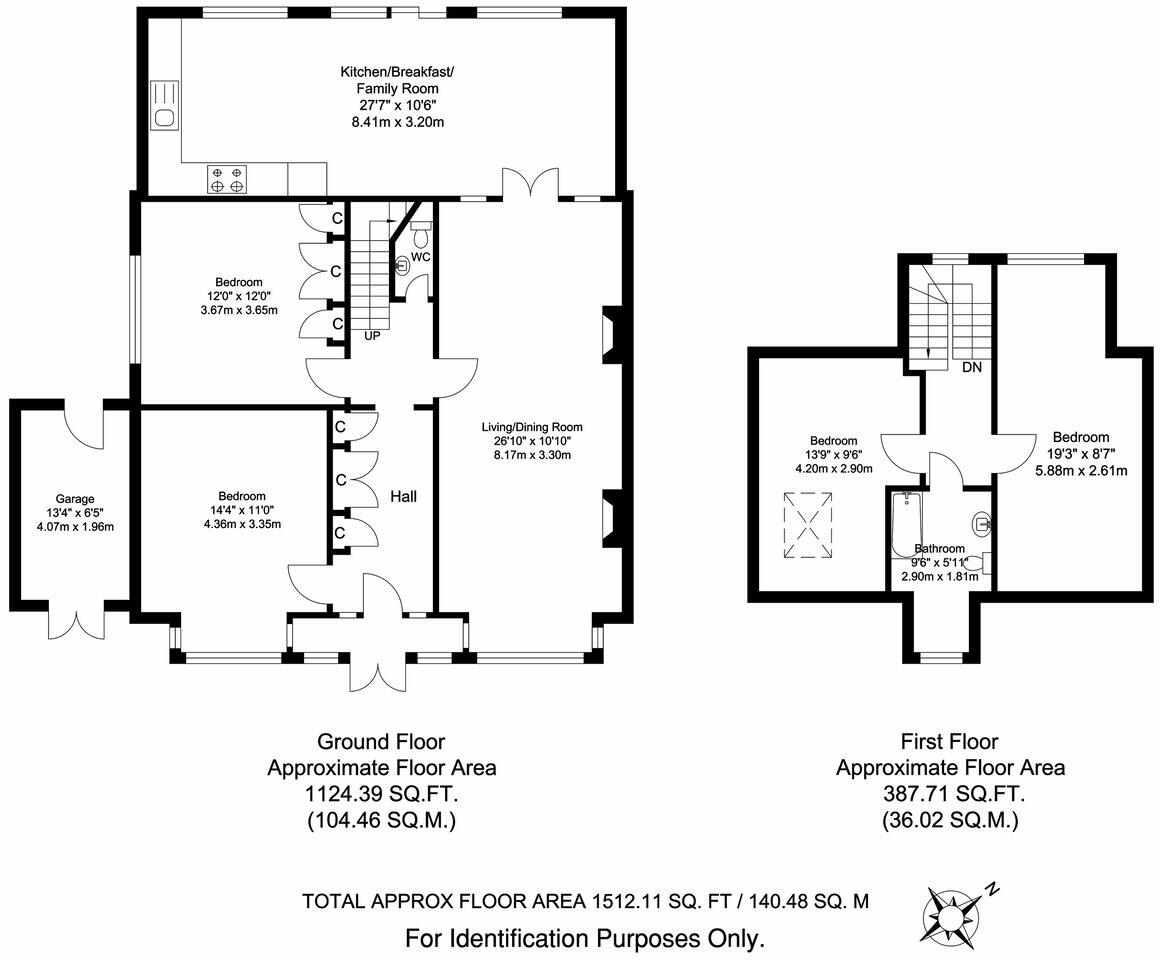 Kitchen/Breakfast/
Family Room
27'7" x 10'6"
8.41m x 3.20m
C
C
C
Bedroom
12'0" x 12'0"
3.67m x 3.65m
WC
UP
Living/Dining Room
26'10" x 10'10"
8.17m x 3.30m
C
C
C
Hall
Bedroom
14'4" x 11'0"
4.36m x 3.35m
Garage
13'4" x 6'5"
4.07m x 1.96m
DN
Bedroom
13'9" x 9'6"
4.20m x 2.90m
Bedroom
19'3" x 8'7"
5.88m x 2.61m
Bathroom
9'6" x 5'11"
2.90m x 1.81m
Ground Floor
Approximate Floor Area
1124.39 SQ.FT.
(104.46 SQ.M.)
First Floor
Approximate Floor Area
387.71 SQ.FT.
(36.02 SQ.M.)
TOTAL APPROX FLOOR AREA 1512.11 SQ. FT / 140.48 SQ. M
For Identification Purposes Only.
N